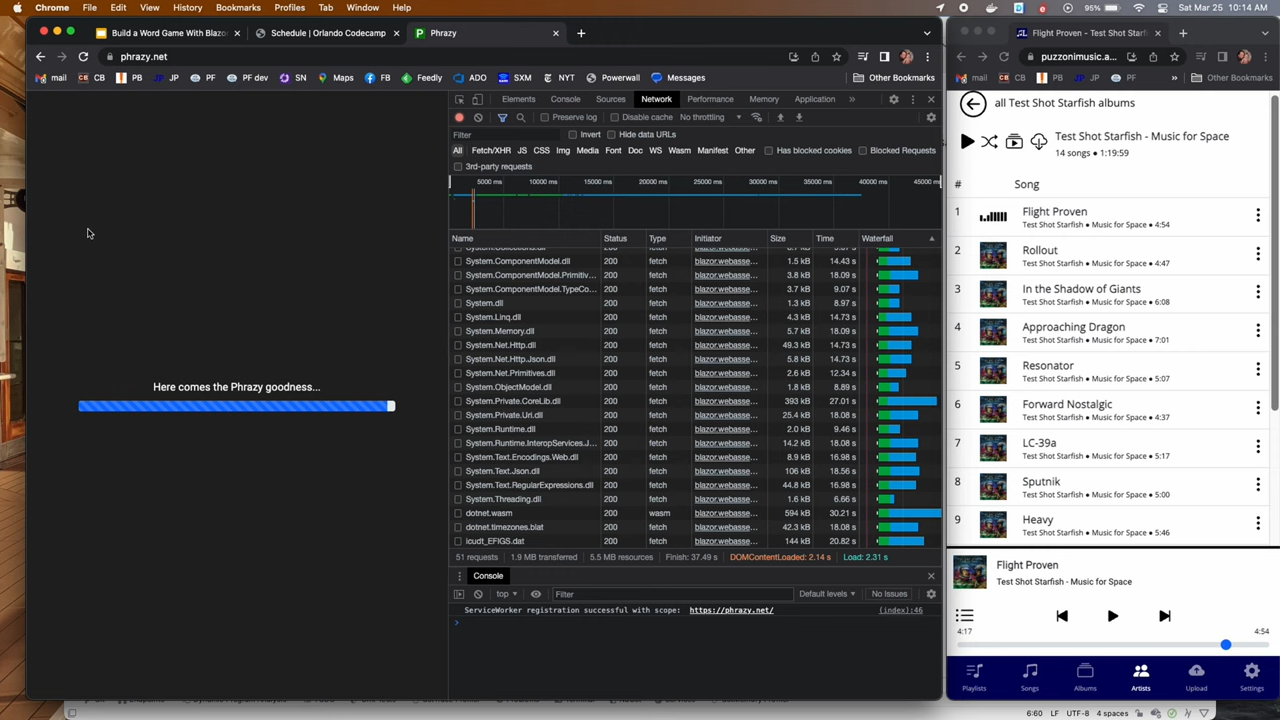 Chrome File Edit View History Bookmarks Profiles Tab Window Help 95% Sat Mar 25 10:14 AM
Build a Word Game With Blazor Schedule | Orlando Codecamp Phrazy
phrazy.net
mail CB PB JP PF PF dev SN Maps FB Feedly ADO SXM NYT Powerwall Messages Other Bookmarks
Elements Console Sources Network Performance Memory Application
Preserve log Disable cache No throttling
Filter Invert Hide data URLs
All Fetch/XHR JS CSS Img Media Font Doc WS Wasm Manifest Other Has blocked cookies Blocked Requests
3rd-party requests
5000 ms 10000 ms 15000 ms 20000 ms 25000 ms 30000 ms 35000 ms 40000 ms 45000 ms
Name Status Type Initiator Size Time Waterfall
System.ComponentModel.dll 200 fetch blazor.webasse... 1.5 kB 14.43 s
System.ComponentModel.Primitiv... 200 fetch blazor.webasse... 3.8 kB 18.09 s
System.ComponentModel.TypeCo... 200 fetch blazor.webasse... 3.7 kB 9.07 s
System.dll 200 fetch blazor.webasse... 1.3 kB 8.97 s
System.Linq.dll 200 fetch blazor.webasse... 4.3 kB 14.73 s
System.Memory.dll 200 fetch blazor.webasse... 5.7 kB 18.09 s
System.Net.Http.dll 200 fetch blazor.webasse... 49.3 kB 14.73 s
System.Net.Http.Json.dll 200 fetch blazor.webasse... 5.8 kB 14.73 s
System.Net.Primitives.dll 200 fetch blazor.webasse... 2.6 kB 12.34 s
System.ObjectModel.dll 200 fetch blazor.webasse... 1.8 kB 8.89 s
System.Private.CoreLib.dll 200 fetch blazor.webasse... 393 kB 27.01 s
System.Private.Uri.dll 200 fetch blazor.webasse... 25.4 kB 18.08 s
System.Runtime.dll 200 fetch blazor.webasse... 2.0 kB 9.46 s
System.Runtime.InteropServices.J... 200 fetch blazor.webasse... 14.2 kB 18.08 s
System.Text.Encodings.Web.dll 200 fetch blazor.webasse... 8.9 kB 16.98 s
System.Text.Json.dll 200 fetch blazor.webasse... 106 kB 18.56 s
System.Text.RegularExpressions.dll 200 fetch blazor.webasse... 44.8 kB 16.98 s
System.Threading.dll 200 fetch blazor.webasse... 1.6 kB 6.66 s
dotnet.wasm 200 wasm blazor.webasse... 594 kB 30.21 s
dotnet.timezones.blat 200 fetch blazor.webasse... 42.3 kB 18.08 s
icudt_EFIGS.dat 200 fetch blazor.webasse... 144 kB 20.82 s
51 requests 1.9 MB transferred 5.5 MB resources Finish: 37.49 s DOMContentLoaded: 2.14 s Load: 2.31 s
Console
top Filter Default levels No Issues
ServiceWorker registration successful with scope: https://phrazy.net/ (index):46
Here comes the Phrazy goodness...
Flight Proven - Test Shot Starfi
puzzonimusic.a...
mail CB PB JP PF Other Bookmarks
all Test Shot Starfish albums
Test Shot Starfish - Music for Space
14 songs • 1:19:59
# Song
1 Flight Proven
Test Shot Starfish • Music for Space • 4:54
2 Rollout
Test Shot Starfish • Music for Space • 4:47
3 In the Shadow of Giants
Test Shot Starfish • Music for Space • 6:08
4 Approaching Dragon
Test Shot Starfish • Music for Space • 7:01
5 Resonator
Test Shot Starfish • Music for Space • 5:07
6 Forward Nostalgic
Test Shot Starfish • Music for Space • 4:37
7 LC-39a
Test Shot Starfish • Music for Space • 5:17
8 Sputnik
Test Shot Starfish • Music for Space • 5:00
9 Heavy
Test Shot Starfish • Music for Space • 5:46
Flight Proven
Test Shot Starfish - Music for Space
4:17 4:54
Playlists Songs Albums Artists Upload Settings
6:60 LF UTF-8 4 spaces